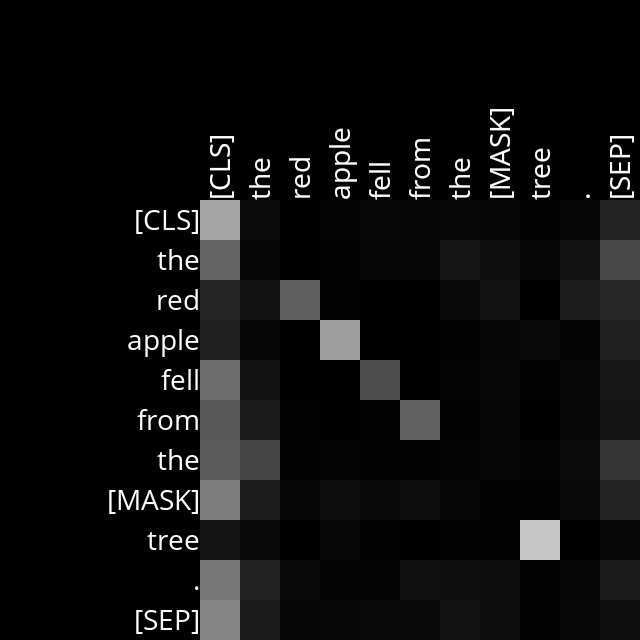 [CLS] the red apple fell from the [MASK] tree . [SEP]
[CLS]
the
red
apple
fell
from
the
[MASK]
tree
.
[SEP]